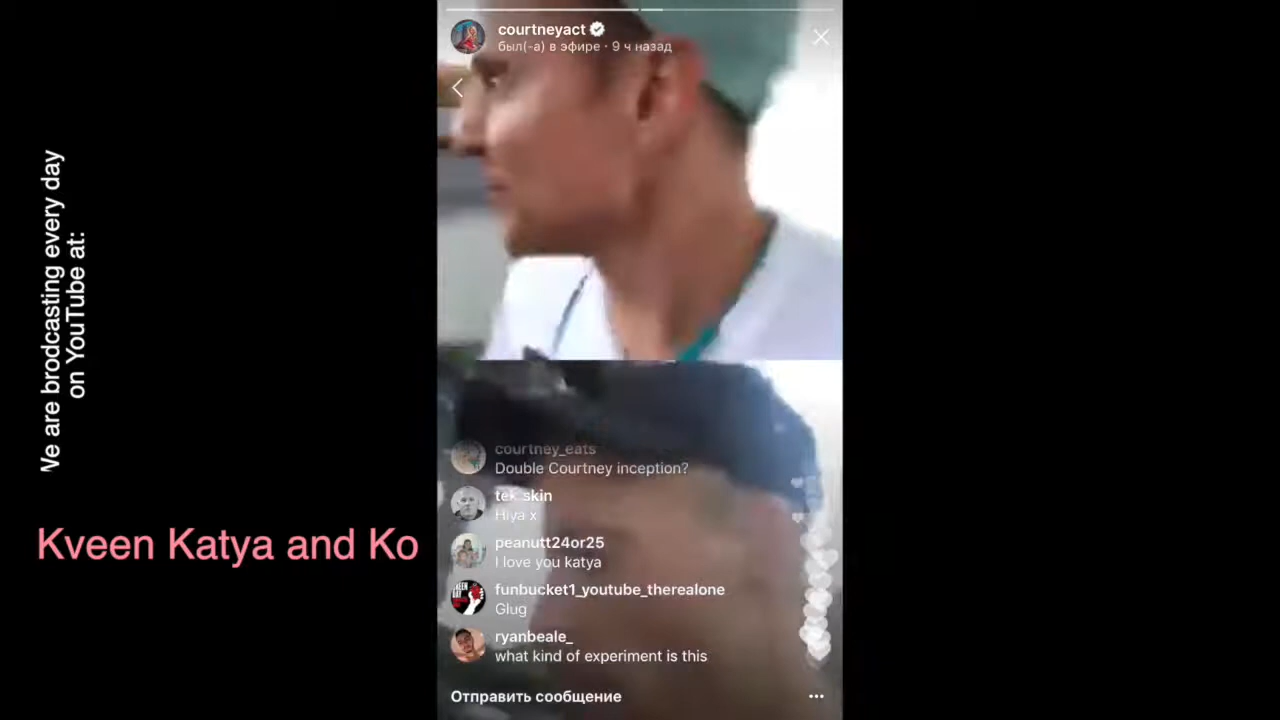 courtneyact
был(-а) в эфире · 9 ч назад
We are brodcasting every day
on YouTube at:
Kveen Katya and Ko
courtney_eats
Double Courtney inception?
tek_skin
Hiya x
peanutt24or25
I love you katya
funbucket1_youtube_therealone
Glug
ryanbeale_
what kind of experiment is this
Отправить сообщение